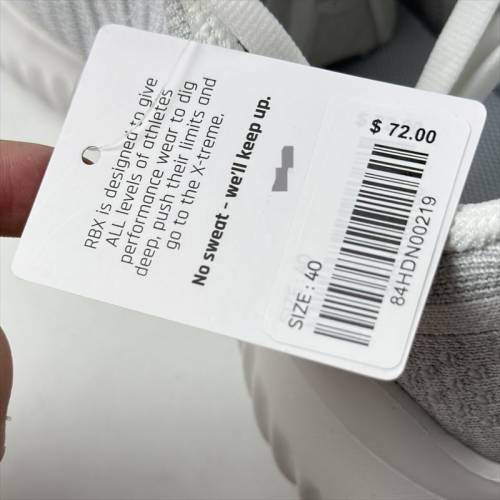 RBX is designed to give
ALL levels of athletes
performance wear to dig
deep, push their limits and
go to the X-treme.
No sweat - we'll keep up.
$ 72.00
84HDN00219
SIZE : 40